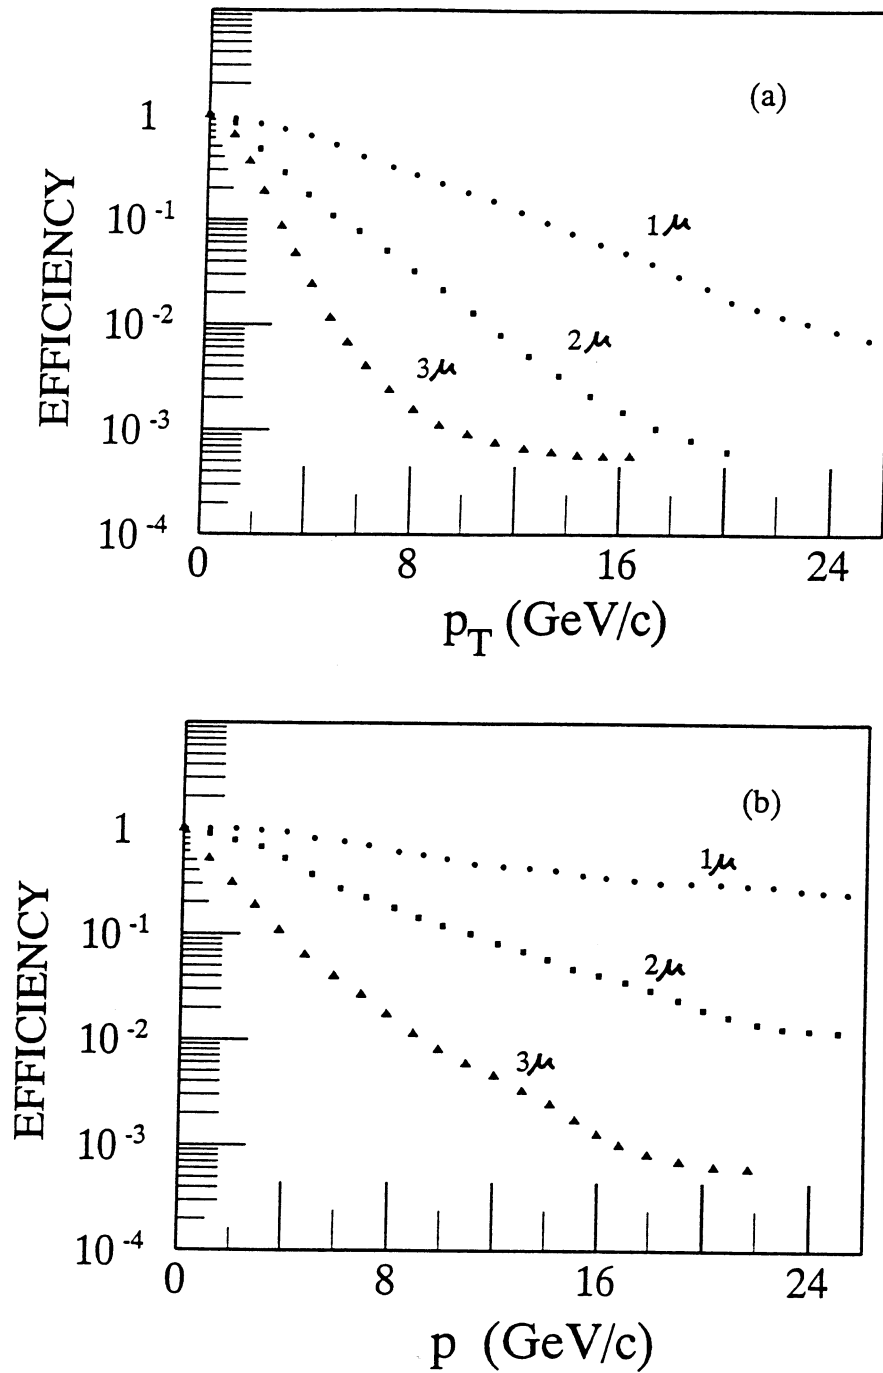 (a)
1
EFFICIENCY
10-1
1μ
10-2
2μ
3μ
10-3
10-4
0 8 16 24
pT (GeV/c)
(b)
1
EFFICIENCY
1μ
10-1
2μ
10-2
3μ
10-3
10-4
0 8 16 24
p (GeV/c)